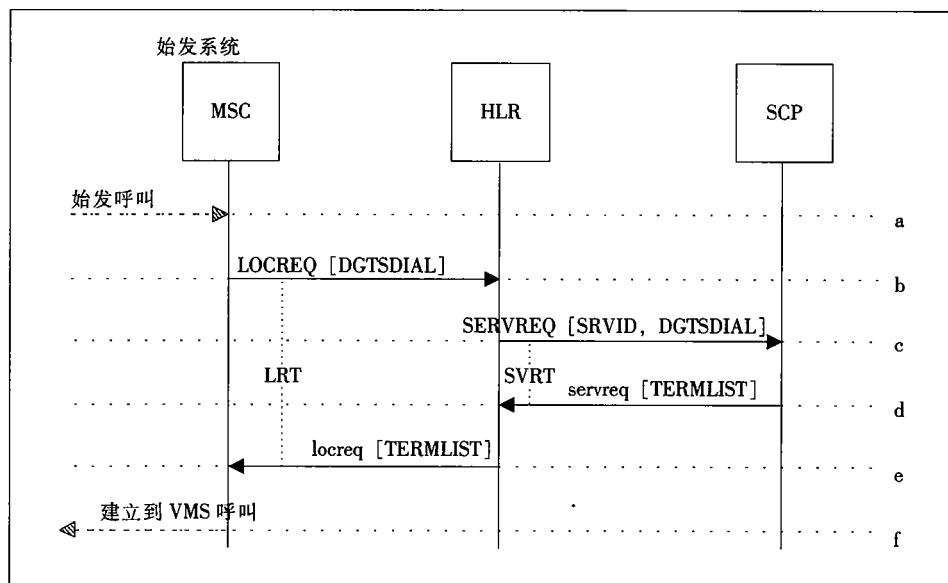 始发系统
MSC
HLR
SCP
始发呼叫
a
LOCREQ [DGTSDIAL]
b
SERVREQ [SRVID, DGTSDIAL]
c
LRT
SVRT
servreq [TERMLIST]
d
locreq [TERMLIST]
e
建立到 VMS 呼叫
f